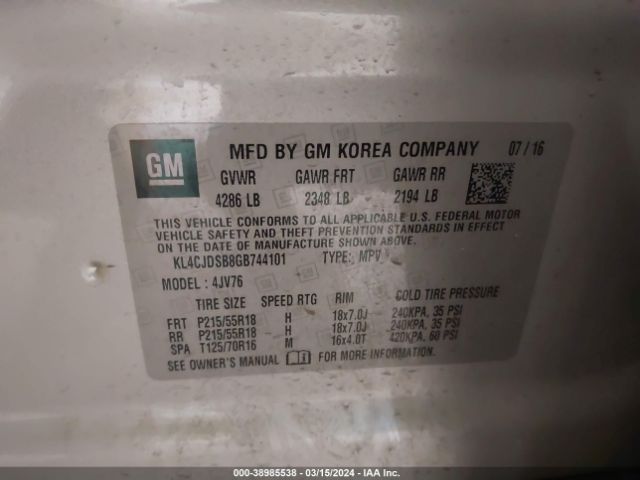 GM
MFD BY GM KOREA COMPANY 07/16
GVWR GAWR FRT GAWR RR
4286 LB 2348 LB 2194 LB
THIS VEHICLE CONFORMS TO ALL APPLICABLE U.S. FEDERAL MOTOR
VEHICLE SAFETY AND THEFT PREVENTION STANDARDS IN EFFECT
ON THE DATE OF MANUFACTURE SHOWN ABOVE.
KL4CJDSB8GB744101 TYPE: MPV
MODEL: 4JV76
TIRE SIZE SPEED RTG RIM COLD TIRE PRESSURE
FRT P215/55R18 H 18x7.0J 240KPA, 35 PSI
RR P215/55R18 H 18x7.0J 240KPA, 35 PSI
SPA T125/70R16 M 16x4.0T 420KPA, 60 PSI
SEE OWNER'S MANUAL FOR MORE INFORMATION
000-38985538 - 03/15/2024 - IAA Inc.